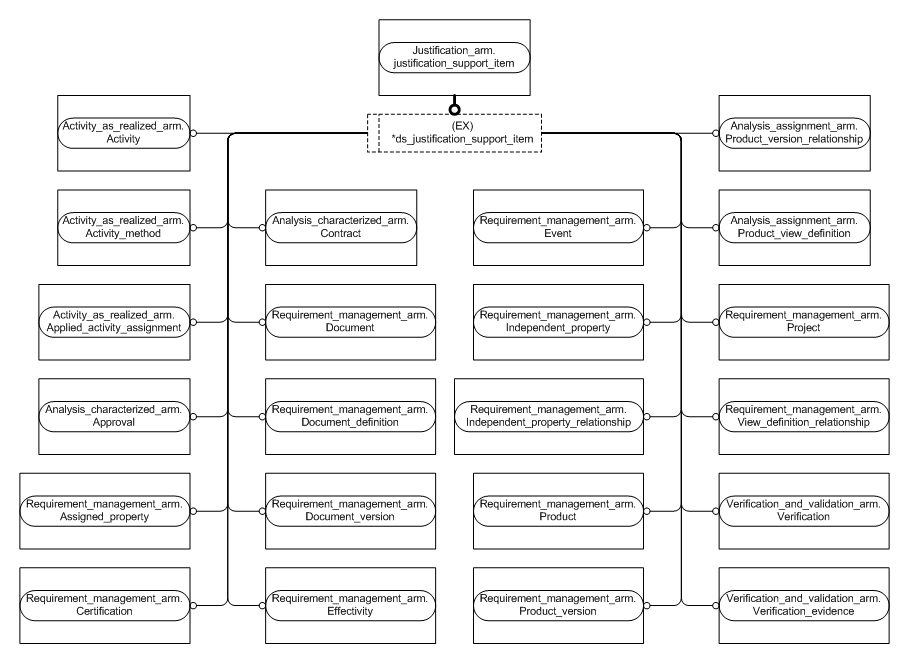 Justification_arm.
justification_support_item
(EX)
*ds_justification_support_item
Activity_as_realized_arm.
Activity
Analysis_assignment_arm.
Product_version_relationship
Activity_as_realized_arm.
Activity_method
Analysis_characterized_arm.
Contract
Requirement_management_arm.
Event
Analysis_assignment_arm.
Product_view_definition
Activity_as_realized_arm.
Applied_activity_assignment
Requirement_management_arm.
Document
Requirement_management_arm.
Independent_property
Requirement_management_arm.
Project
Analysis_characterized_arm.
Approval
Requirement_management_arm.
Document_definition
Requirement_management_arm.
Independent_property_relationship
Requirement_management_arm.
View_definition_relationship
Requirement_management_arm.
Assigned_property
Requirement_management_arm.
Document_version
Requirement_management_arm.
Product
Verification_and_validation_arm.
Verification
Requirement_management_arm.
Certification
Requirement_management_arm.
Effectivity
Requirement_management_arm.
Product_version
Verification_and_validation_arm.
Verification_evidence